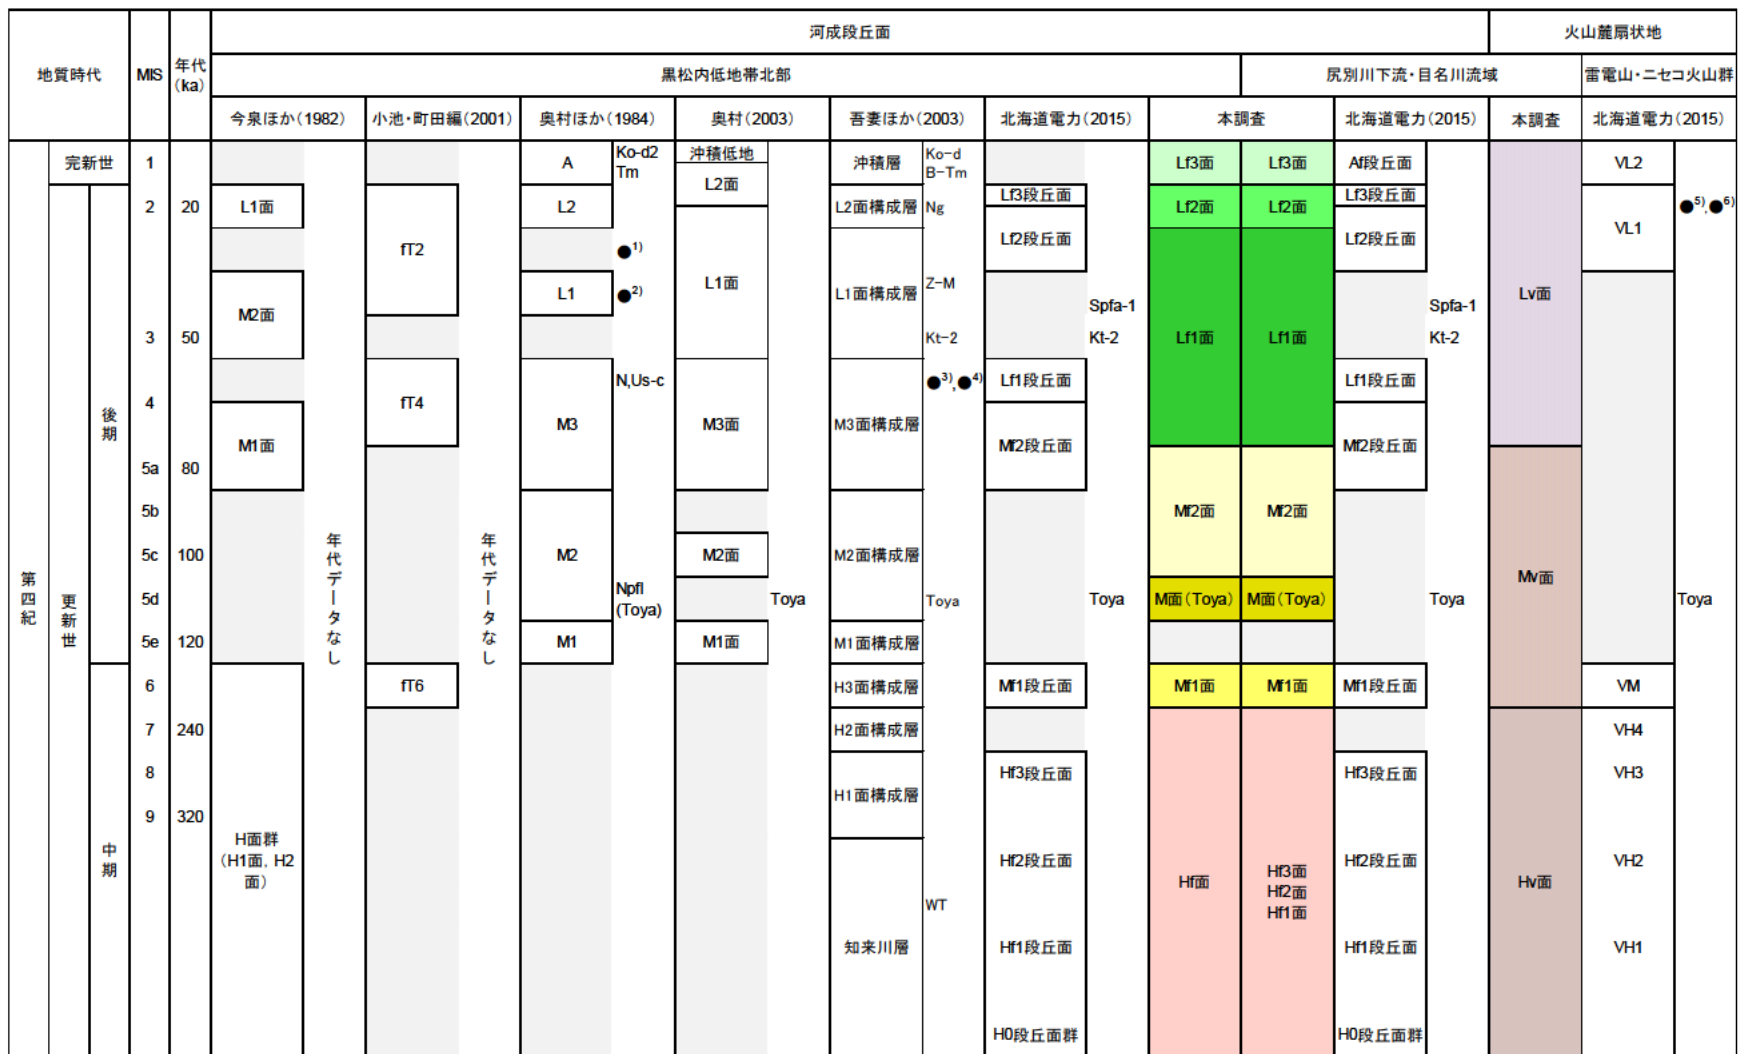 河成段丘面
火山麓扇状地
地質時代
MIS
年代
(ka)
黒松内低地帯北部
尻別川下流・目名川流域
雷電山・ニセコ火山群
今泉ほか(1982)
小池・町田編(2001)
奥村ほか(1984)
奥村(2003)
吾妻ほか(2003)
北海道電力(2015)
本調査
北海道電力(2015)
本調査
北海道電力(2015)
第四紀
完新世
更新世
後期
中期
1
2
3
4
5a
5b
5c
5d
5e
6
7
8
9
20
50
80
100
120
240
320
L1面
M2面
M1面
H面群
(H1面, H2
面)
年代データなし
fT2
fT4
fT6
年代データなし
A
L2
L1
M3
M2
M1
Ko-d2
Tm
●1)
●2)
N,Us-c
Npfl
(Toya)
沖積低地
L2面
L1面
M3面
M2面
M1面
Toya
沖積層
L2面構成層
L1面構成層
M3面構成層
M2面構成層
M1面構成層
H3面構成層
H2面構成層
H1面構成層
知来川層
Ko-d
B-Tm
Ng
Z-M
Kt-2
●3),●4)
Toya
WT
Lf3段丘面
Lf2段丘面
Lf1段丘面
Mf2段丘面
Mf1段丘面
Hf3段丘面
Hf2段丘面
Hf1段丘面
H0段丘面群
Spfa-1
Kt-2
Toya
Lf3面
Lf2面
Lf1面
Mf2面
M面(Toya)
Mf1面
Hf面
Lf3面
Lf2面
Lf1面
Mf2面
M面(Toya)
Mf1面
Hf3面
Hf2面
Hf1面
Af段丘面
Lf3段丘面
Lf2段丘面
Lf1段丘面
Mf2段丘面
Mf1段丘面
Hf3段丘面
Hf2段丘面
Hf1段丘面
H0段丘面群
Spfa-1
Kt-2
Toya
Lv面
Mv面
Hv面
VL2
VL1
VM
VH4
VH3
VH2
VH1
●5),●6)
Toya